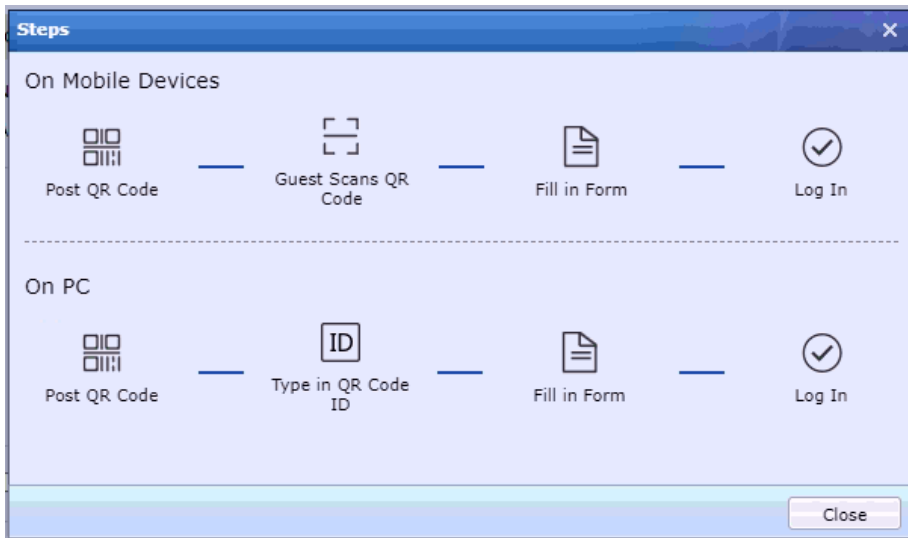 Steps
On Mobile Devices
Post QR Code
Guest Scans QR
Code
Fill in Form
Log In
On PC
Post QR Code
ID
Type in QR Code
ID
Fill in Form
Log In
Close